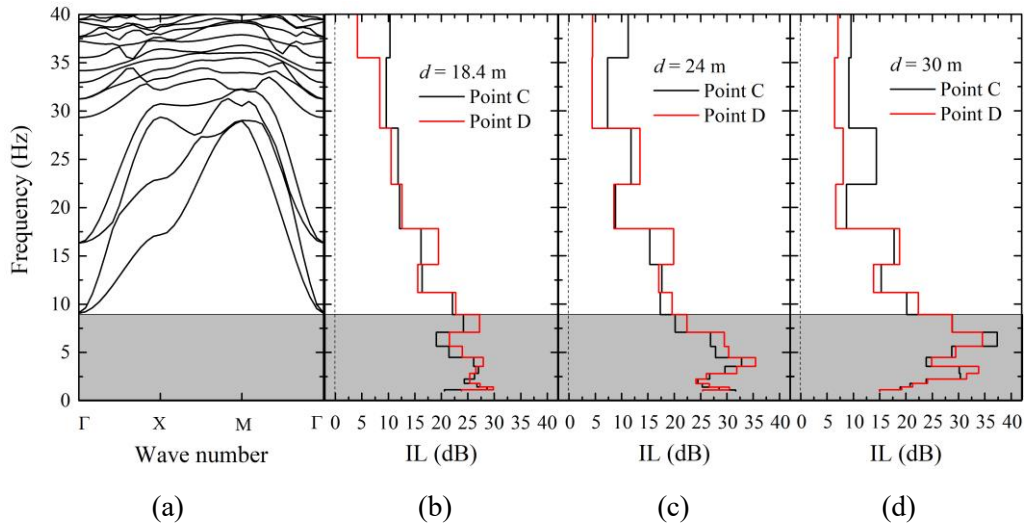 40
35
30
25
20
15
10
5
0
Frequency (Hz)
Γ X M Γ
Wave number
(a)
d = 18.4 m
Point C
Point D
0 5 10 15 20 25 30 35 40
IL (dB)
(b)
d = 24 m
Point C
Point D
0 5 10 15 20 25 30 35 40
IL (dB)
(c)
d = 30 m
Point C
Point D
0 5 10 15 20 25 30 35 40
IL (dB)
(d)